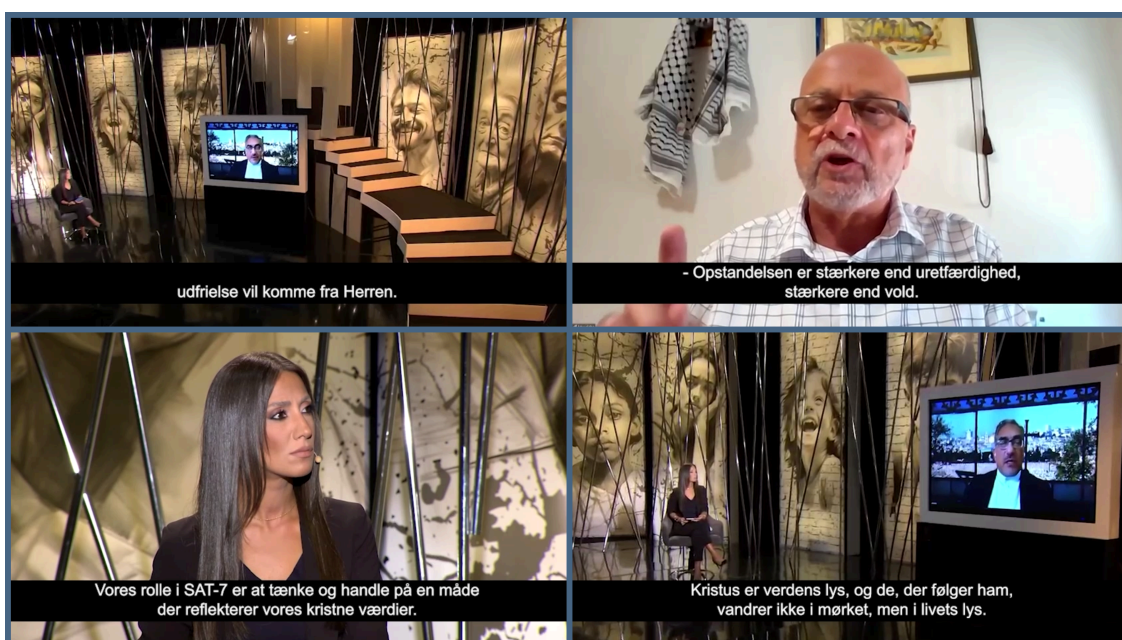 udfrielse vil komme fra Herren.
- Opstandelsen er stærkere end uretfærdighed,
stærkere end vold.
Vores rolle i SAT-7 er at tænke og handle på en måde
der reflekterer vores kristne værdier.
Kristus er verdens lys, og de, der følger ham,
vandrer ikke i mørket, men i livets lys.